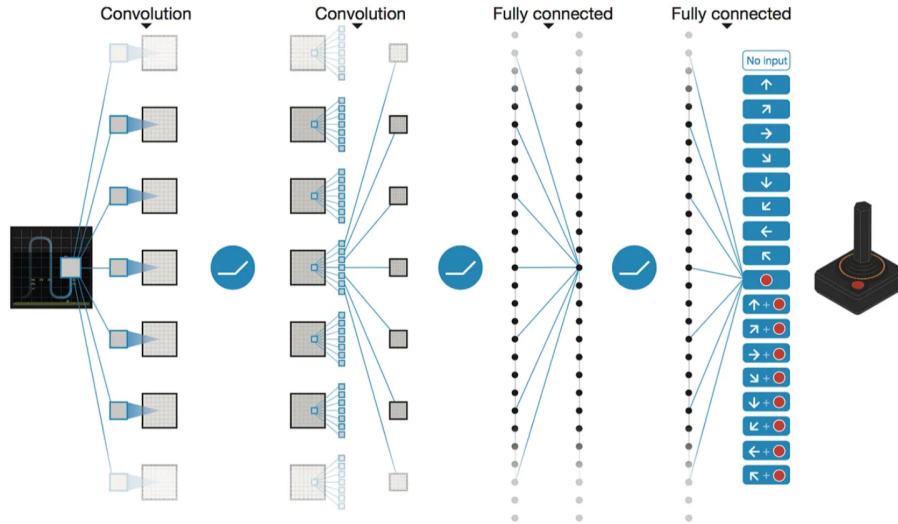 Convolution
Convolution
Fully connected
Fully connected
No input
+
+
+
+
+
+
+
+